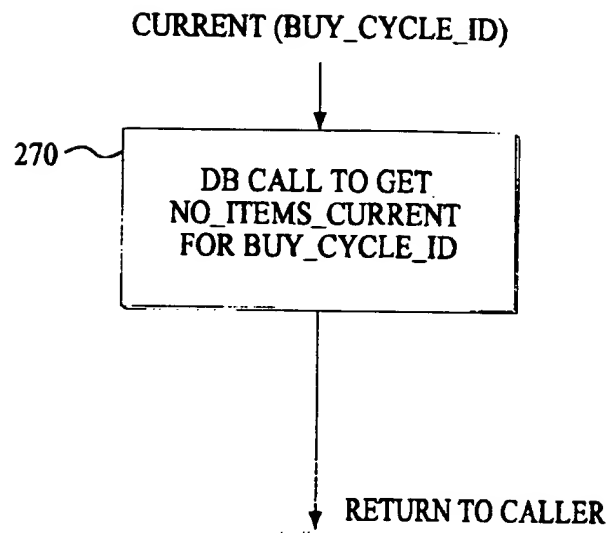 CURRENT (BUY_CYCLE_ID)
270
DB CALL TO GET
NO_ITEMS_CURRENT
FOR BUY_CYCLE_ID
RETURN TO CALLER